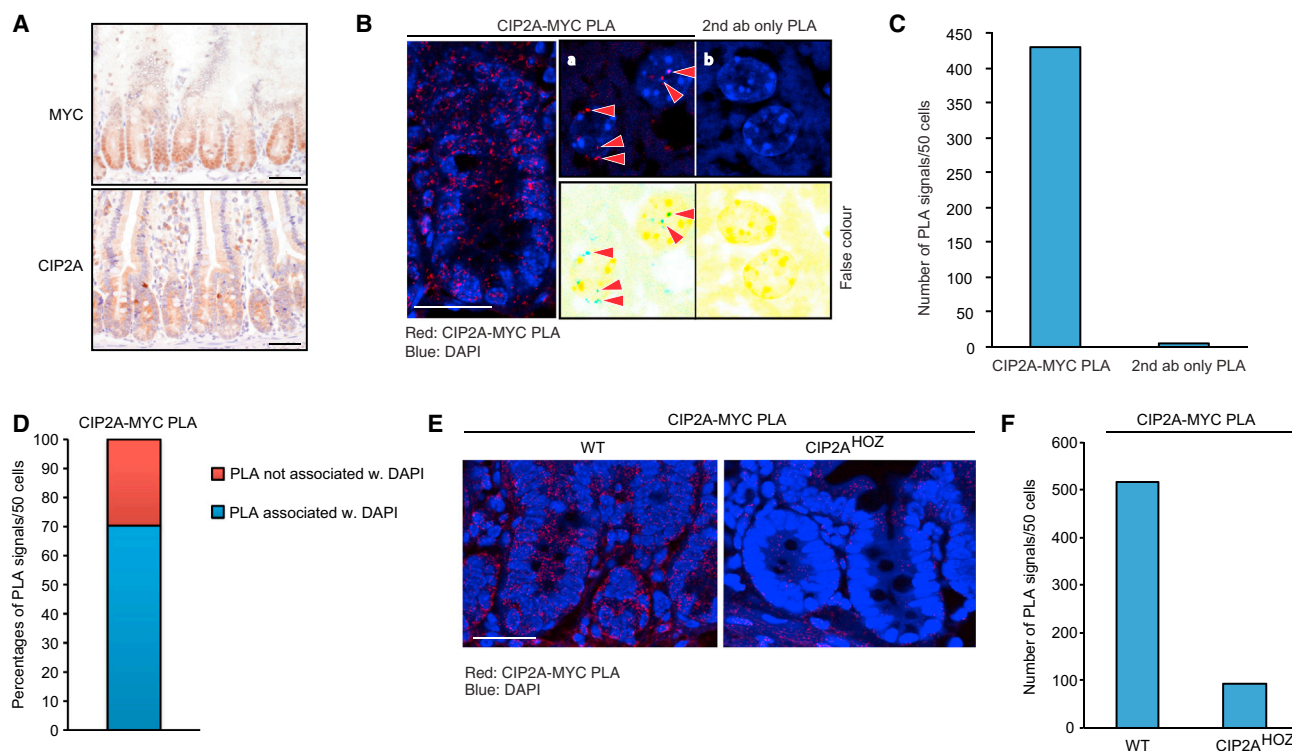 A
MYC
CIP2A
B
CIP2A-MYC PLA
2nd ab only PLA
a
b
False colour
Red: CIP2A-MYC PLA
Blue: DAPI
C
Number of PLA signals/50 cells
450
400
350
300
250
200
150
100
50
0
CIP2A-MYC PLA
2nd ab only PLA
D
CIP2A-MYC PLA
Percentages of PLA signals/50 cells
100
90
80
70
60
50
40
30
20
10
0
PLA not associated w. DAPI
PLA associated w. DAPI
E
CIP2A-MYC PLA
WT
CIP2A^HOZ
Red: CIP2A-MYC PLA
Blue: DAPI
F
CIP2A-MYC PLA
Number of PLA signals/50 cells
600
500
400
300
200
100
0
WT
CIP2A^HOZ